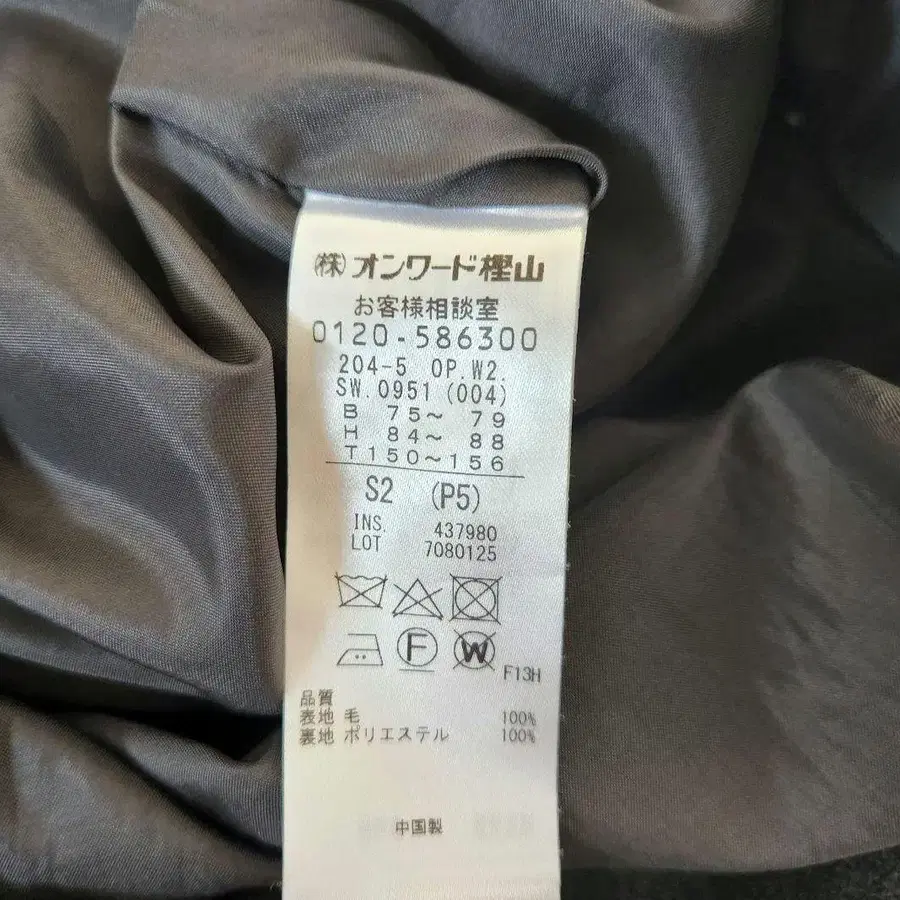 ㈱オンワード樫山
お客様相談室
0120-586300
204-5 OP.W2.
SW.0951 (004)
B 75～ 79
H 84～ 88
T150～156
S2 (P5)
INS. 437980
LOT 7080125
F
W
F13H
品質
表地 毛 100%
裏地 ポリエステル 100%
中国製